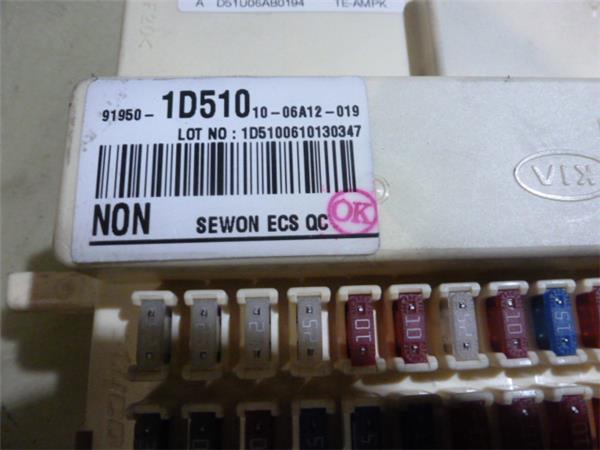 A D51U06AB0194 TE-AMPK
91950- 1D510 10-06A12-019
LOT NO : 1D5100610130347
NON SEWON ECS QC OK
KIA
25 10 10 10 15